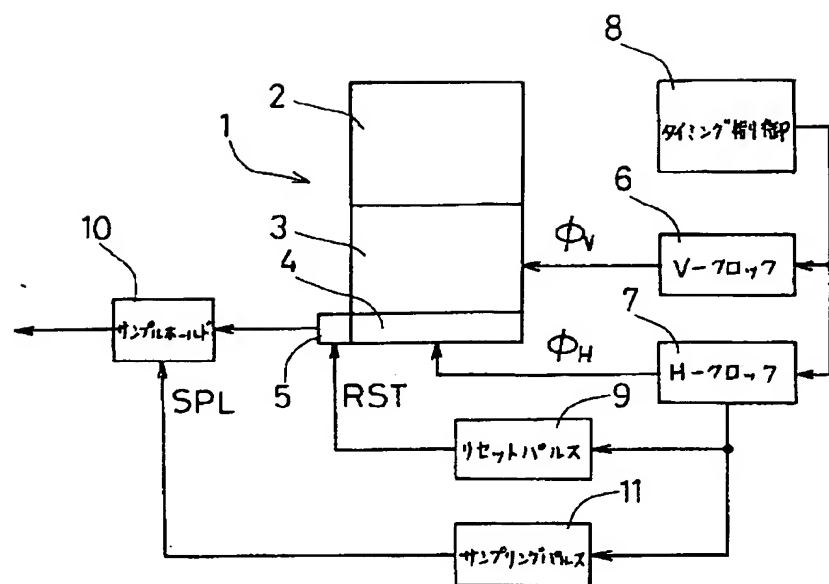 8
2
タイミング制御
1
6
3
ΦV
V-クロック
10
4
7
サンプルホールド
ΦH
H-クロック
5
RST
9
SPL
リセットパルス
11
サンプリングパルス